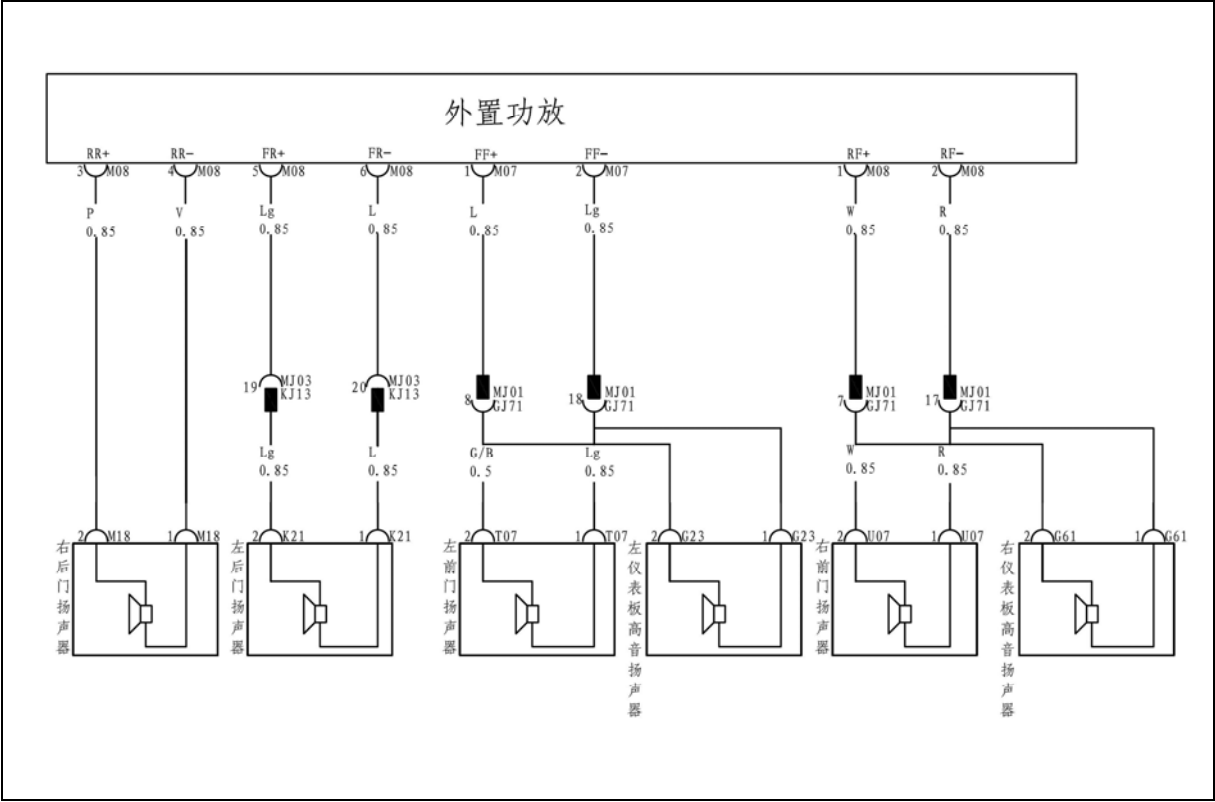 外置功放
RR+ RR- FR+ FR- FF+ FF- RF+ RF-
3 M08 4 M08 5 M08 6 M08 1 M07 2 M07 1 M08 2 M08
P V Lg L L Lg W R
0.85 0.85 0.85 0.85 0.85 0.85 0.85 0.85
19 MJ03 20 MJ03 8 MJ01 18 MJ01 7 MJ01 17 MJ01
KJ13 KJ13 GJ71 GJ71 GJ71 GJ71
Lg L G/R Lg W R
0.85 0.85 0.5 0.85 0.85 0.85
2 M18 1 M18 2 K21 1 K21 2 T07 1 T07 2 G23 1 G23 2 U07 1 U07 2 G61 1 G61
右后门扬声器
左后门扬声器
左前门扬声器
左仪表板高音扬声器
右前门扬声器
右仪表板高音扬声器